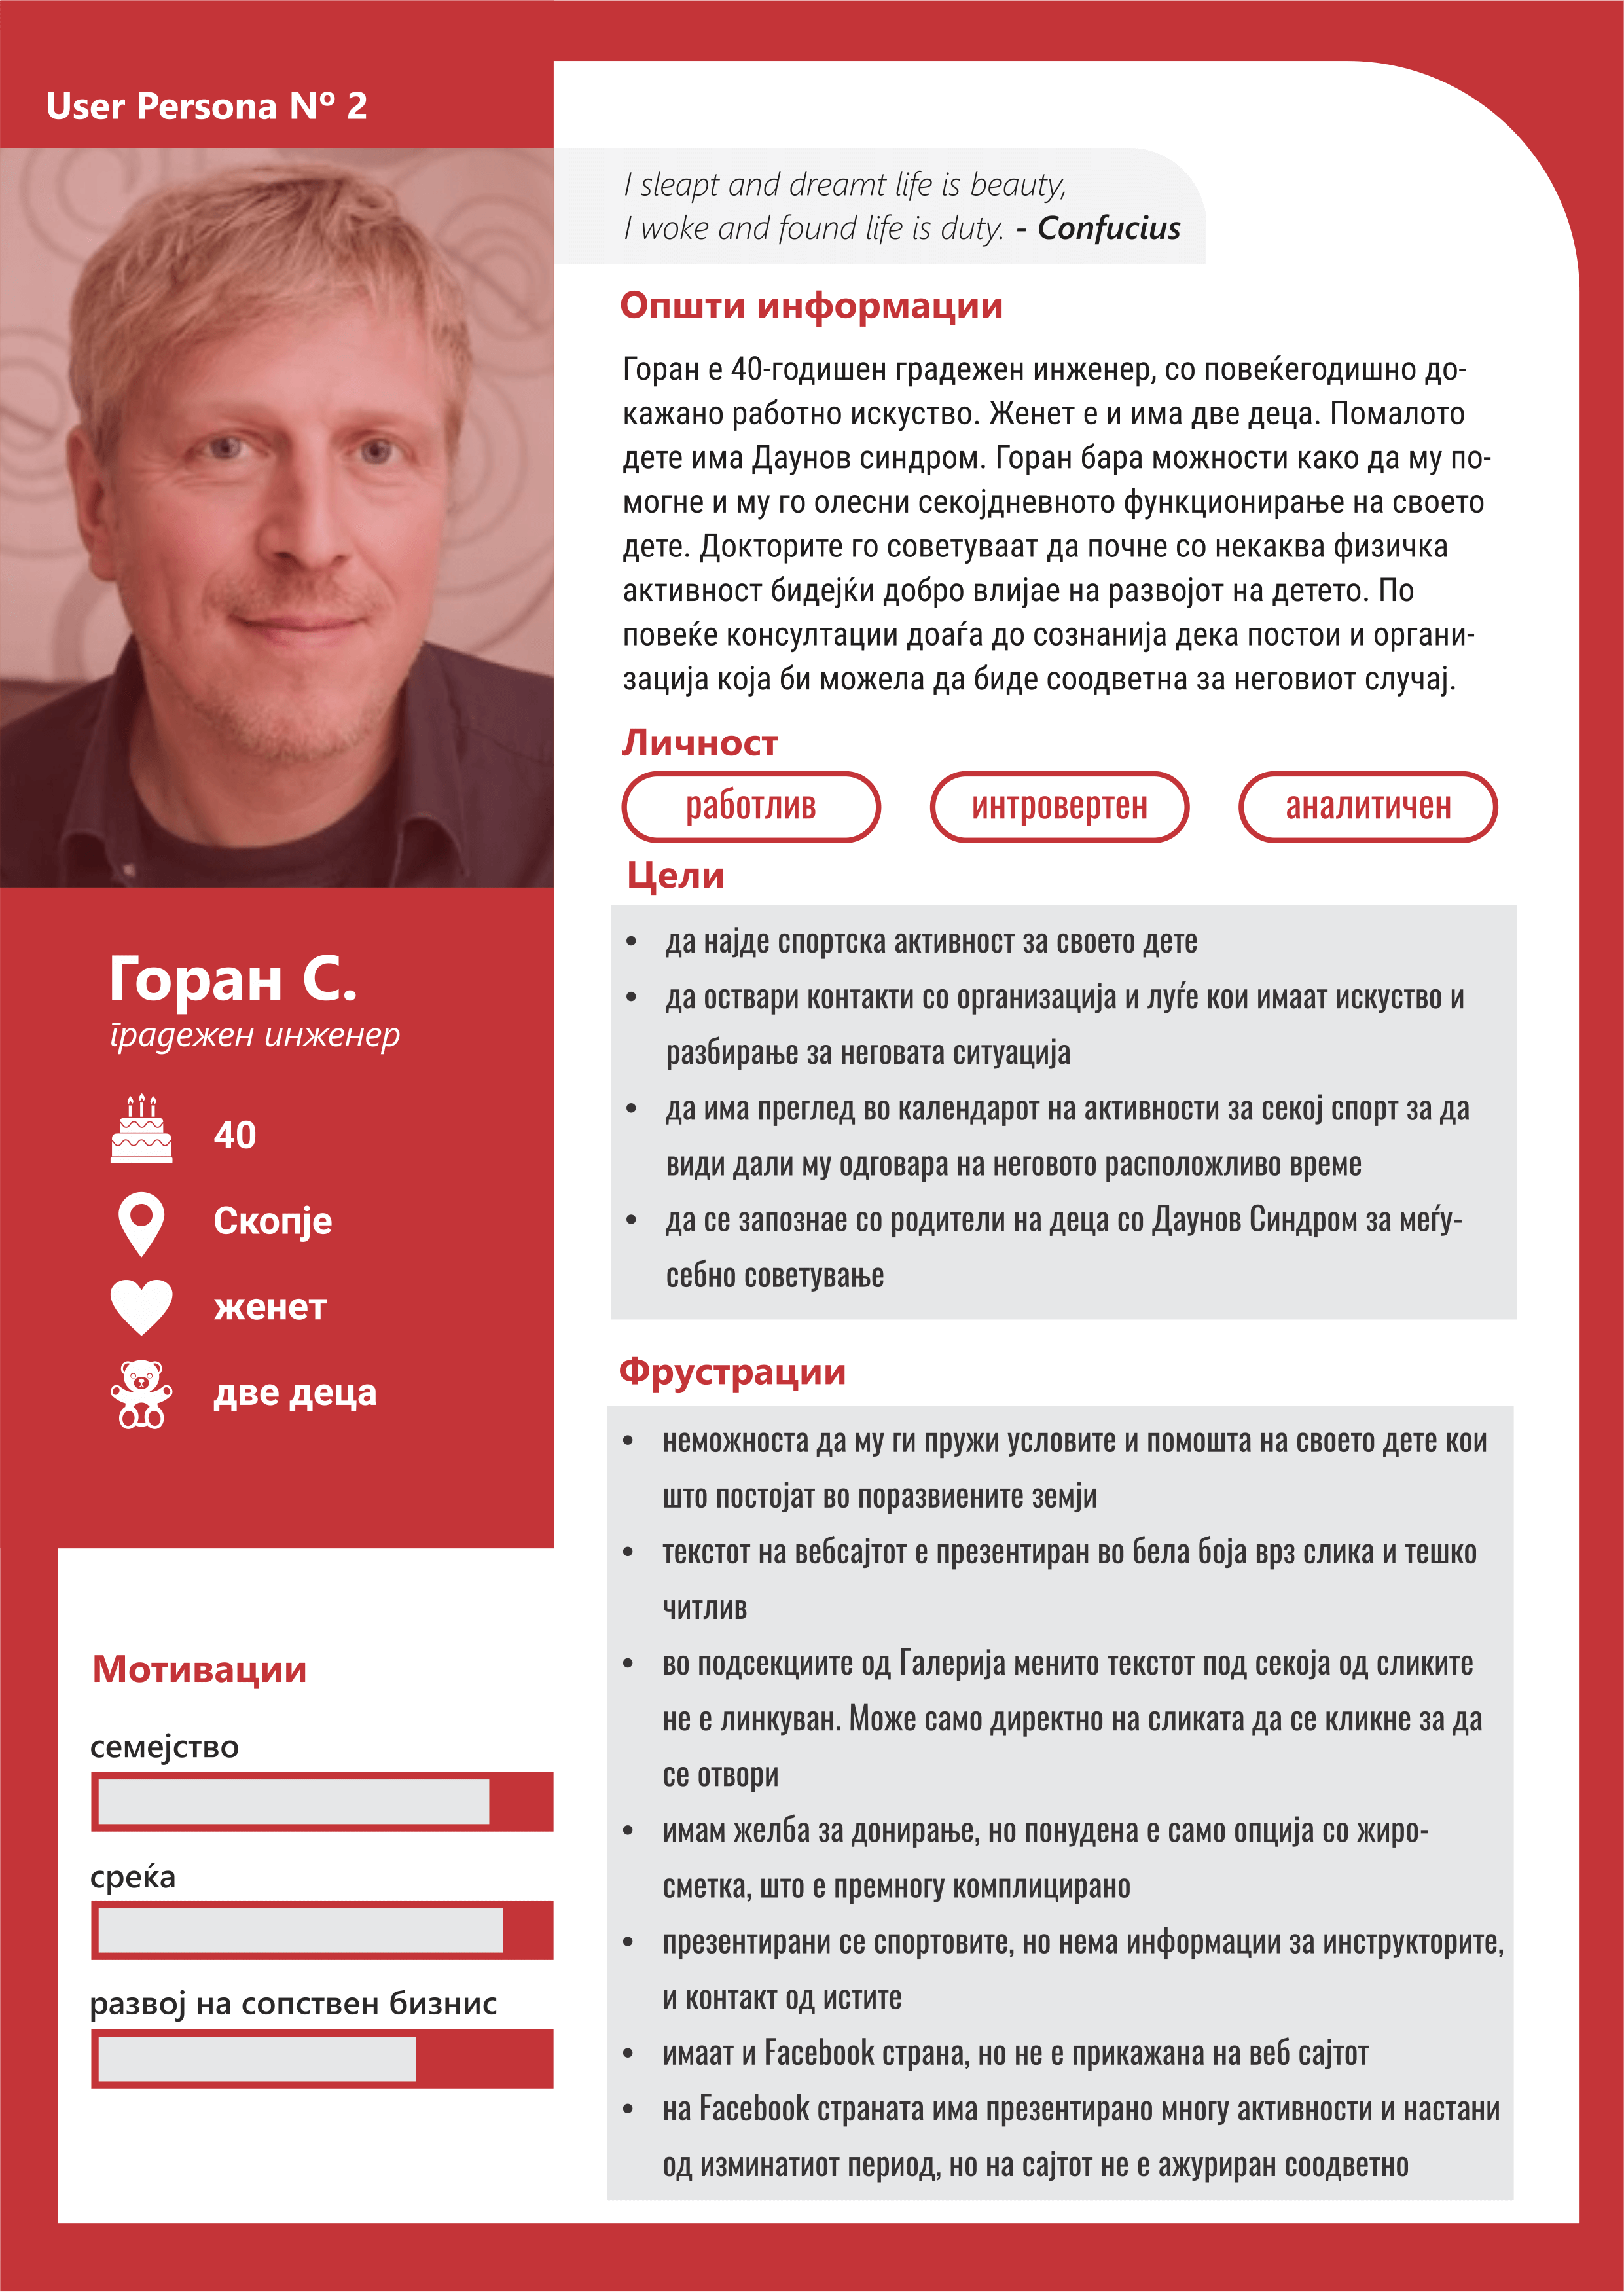 User Persona Nº 2
I sleapt and dreamt life is beauty,
I woke and found life is duty. - Confucius
Општи информации
Горан е 40-годишен градежен инженер, со повеќегодишно до-
кажано работно искуство. Женет е и има две деца. Помалото
дете има Даунов синдром. Горан бара можности како да му по-
могне и му го олесни секојдневното функционирање на своето
дете. Докторите го советуваат да почне со некаква физичка
активност бидејќи добро влијае на развојот на детето. По
повеќе консултации доаѓа до сознанија дека постои и органи-
зација која би можела да биде соодветна за неговиот случај.
Личност
работлив
интровертен
аналитичен
Цели
• да најде спортска активност за своето дете
• да оствари контакти со организација и луѓе кои имаат искуство и
разбирање за неговата ситуација
• да има преглед во календарот на активности за секој спорт за да
види дали му одговара на неговото расположливо време
• да се запознае со родители на деца со Даунов Синдром за меѓу-
себно советување
Фрустрации
• неможноста да му ги пружи условите и помошта на своето дете кои
што постојат во поразвиените земји
• текстот на вебсајтот е презентиран во бела боја врз слика и тешко
читлив
• во подсекциите од Галерија менито текстот под секоја од сликите
не е линкуван. Може само директно на сликата да се кликне за да
се отвори
• имам желба за донирање, но понудена е само опција со жиро-
сметка, што е премногу комплицирано
• презентирани се спортовите, но нема информации за инструкторите,
и контакт од истите
• имаат и Facebook страна, но не е прикажана на веб сајтот
• на Facebook страната има презентирано многу активности и настани
од изминатиот период, но на сајтот не е ажуриран соодветно
Горан С.
градежен инженер
40
Скопје
женет
две деца
Мотивации
семејство
среќа
развој на сопствен бизнис